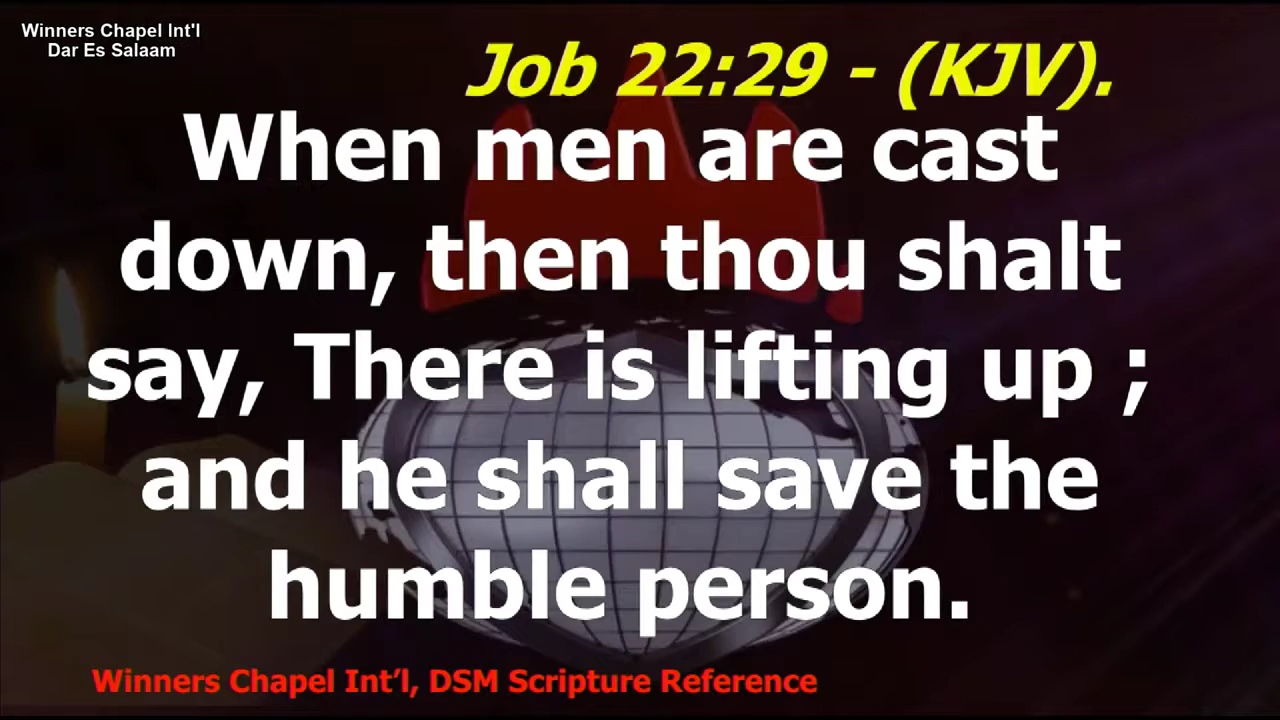 Winners Chapel Int'l
Dar Es Salaam
Job 22:29 - (KJV).
When men are cast
down, then thou shalt
say, There is lifting up ;
and he shall save the
humble person.
Winners Chapel Int’l, DSM Scripture Reference